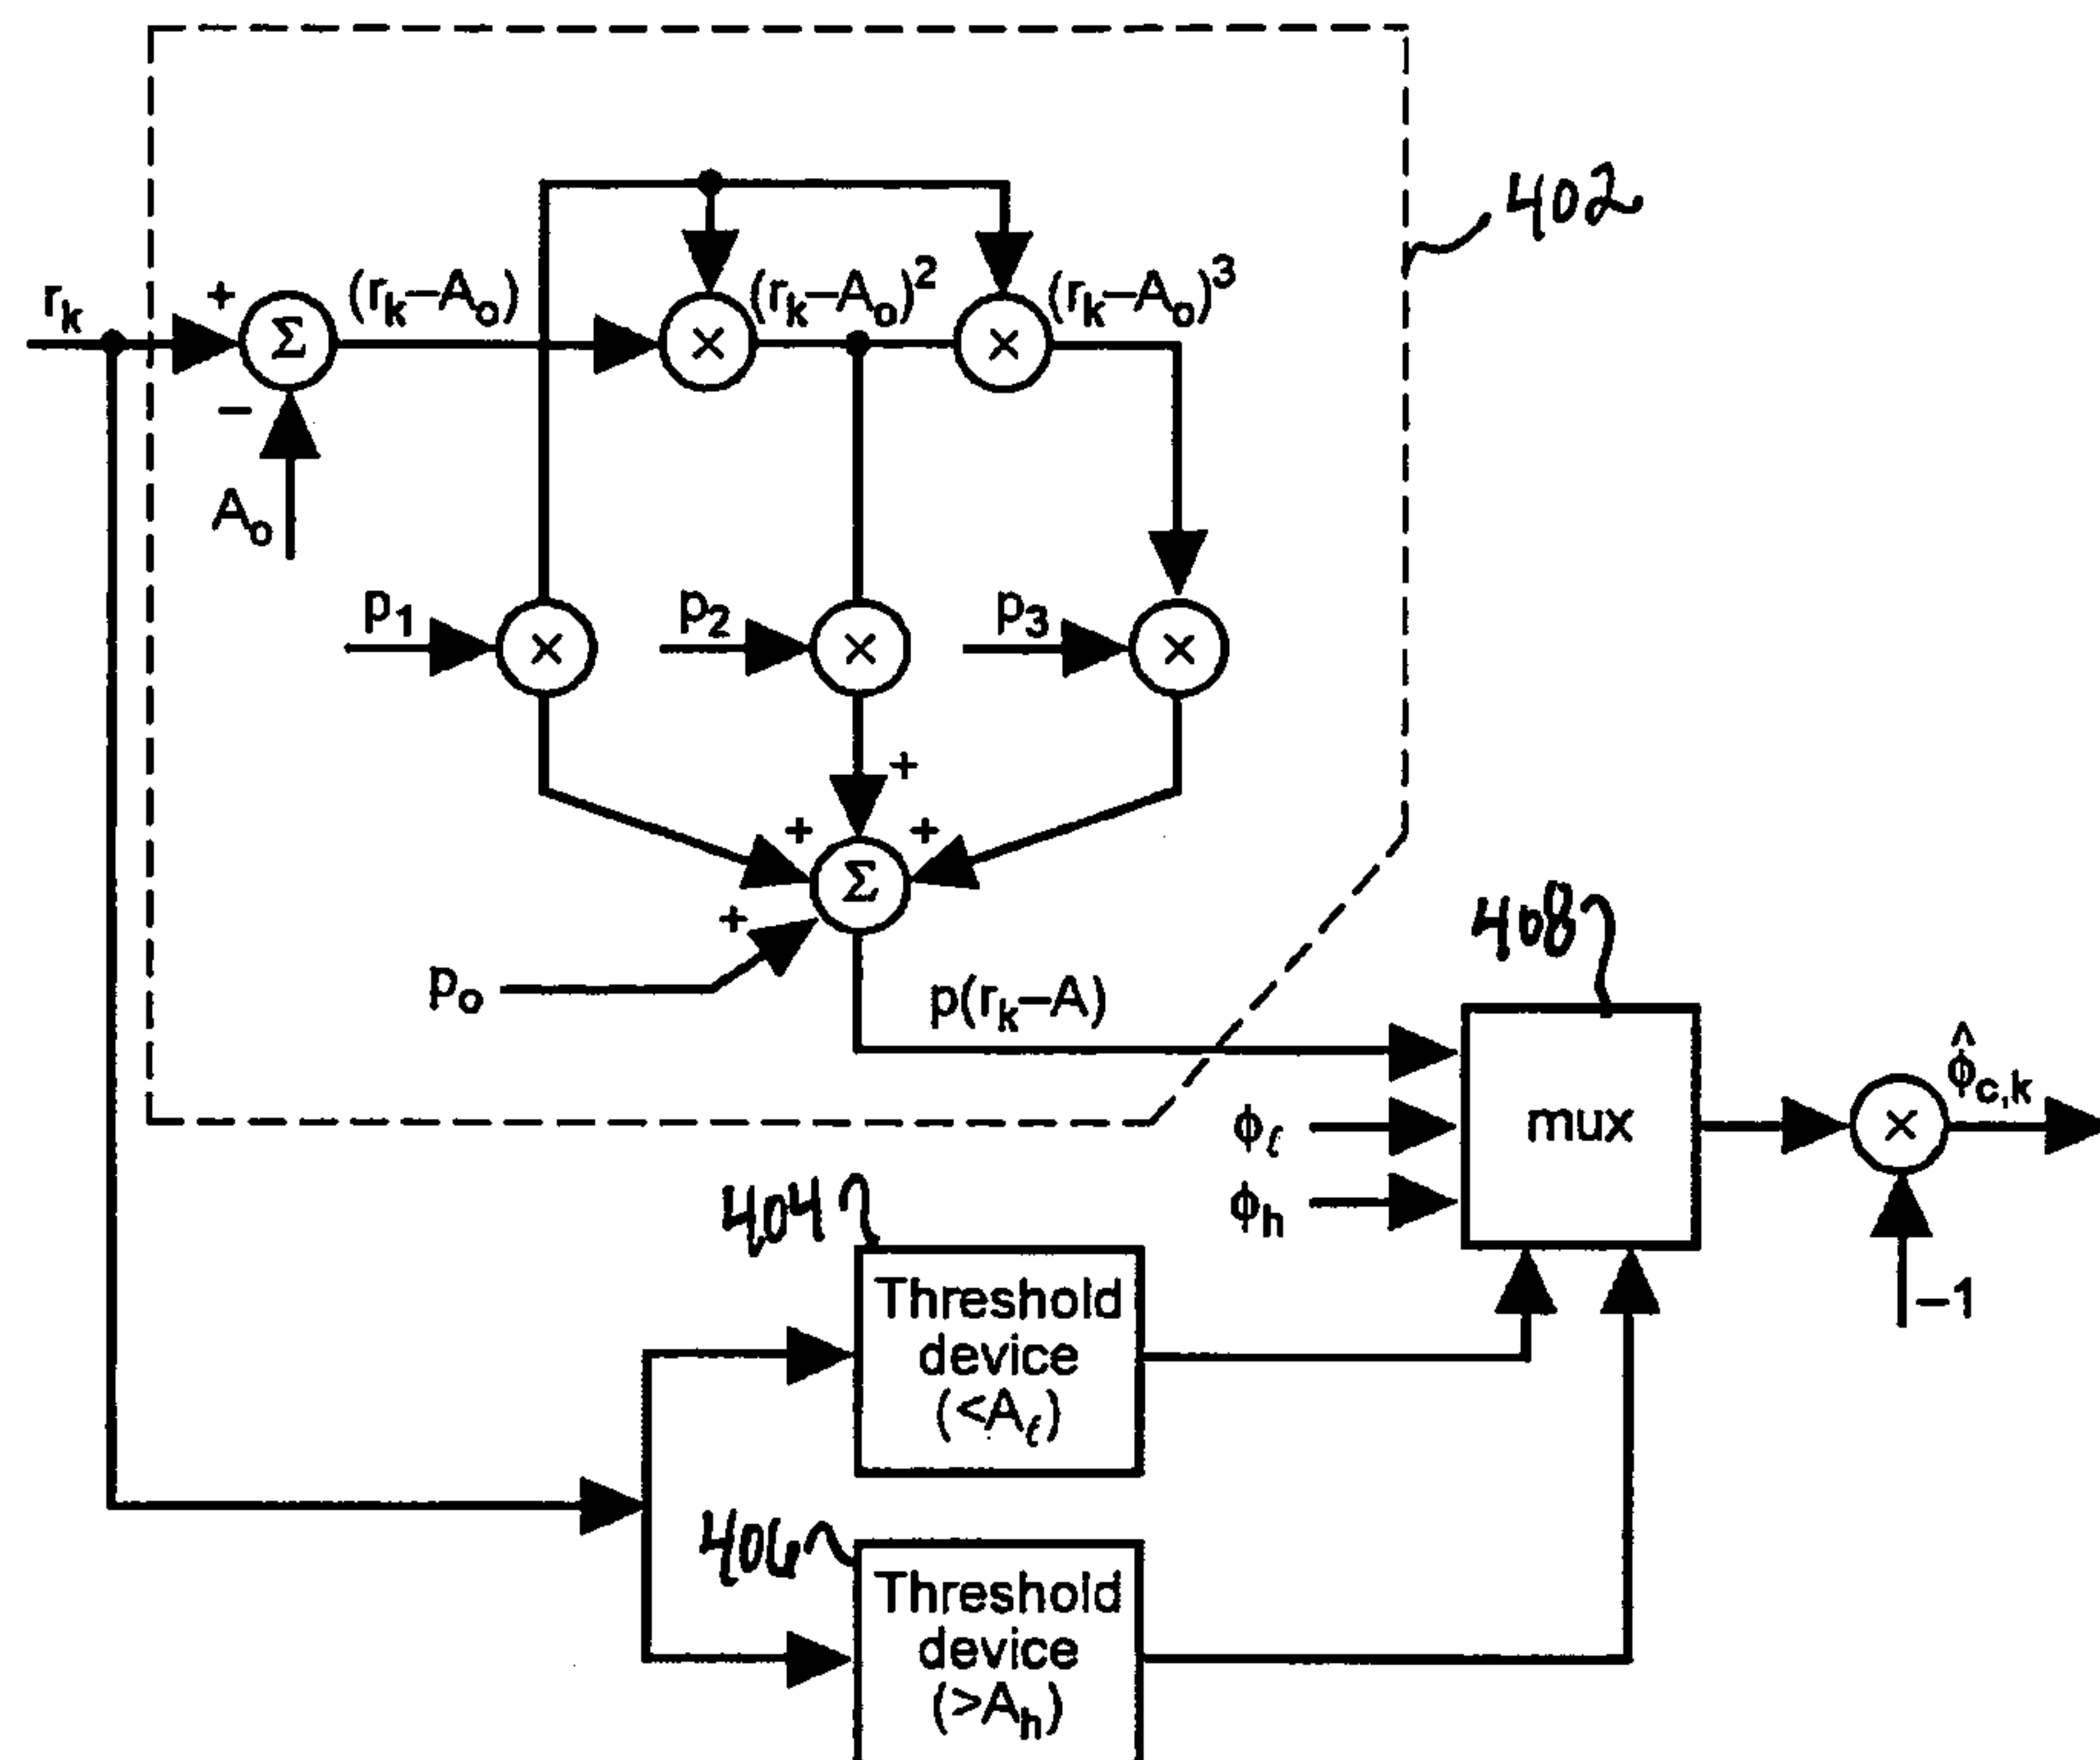 402
r_k
+
Σ
(r_k–A_o)
×
(r_k–A_o)^2
×
(r_k–A_o)^3
–
A_o
p_1
×
p_2
×
p_3
×
+
+
+
Σ
+
p_o
p(r_k–A)
408
mux
ϕ_ℓ
ϕ_h
×
ϕ̂_c,k
–1
404
Threshold
device
(<A_ℓ)
406
Threshold
device
(>A_h)